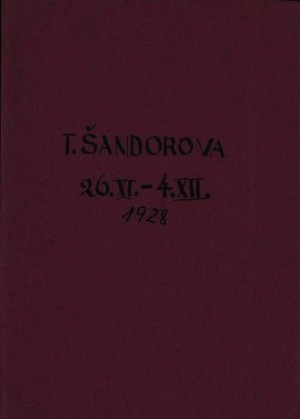 T. ŠANDOROVA
26.XI.-4.XII.
1928